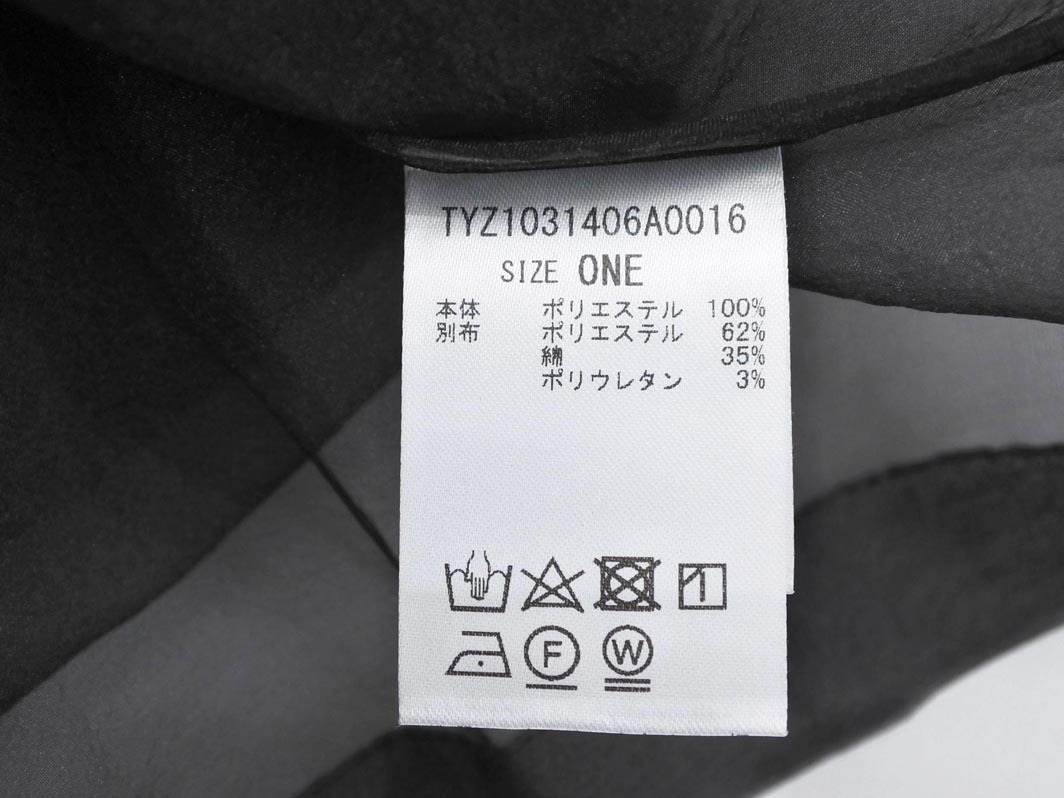 TYZ1031406A0016
SIZE ONE
本体 ポリエステル 100%
別布 ポリエステル 62%
綿 35%
ポリウレタン 3%
F W